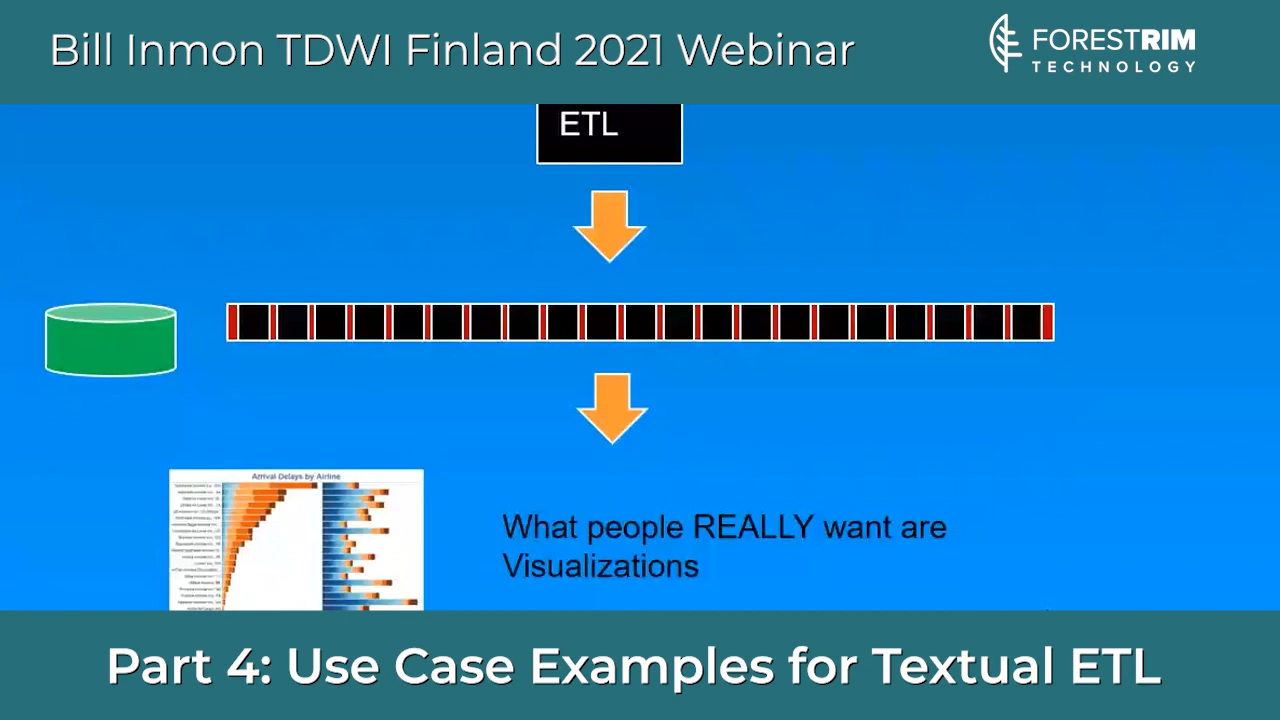 Bill Inmon TDWI Finland 2021 Webinar
FORESTRIM
TECHNOLOGY
ETL
Arrival Delays by Airline
What people REALLY want are
Visualizations
Part 4: Use Case Examples for Textual ETL